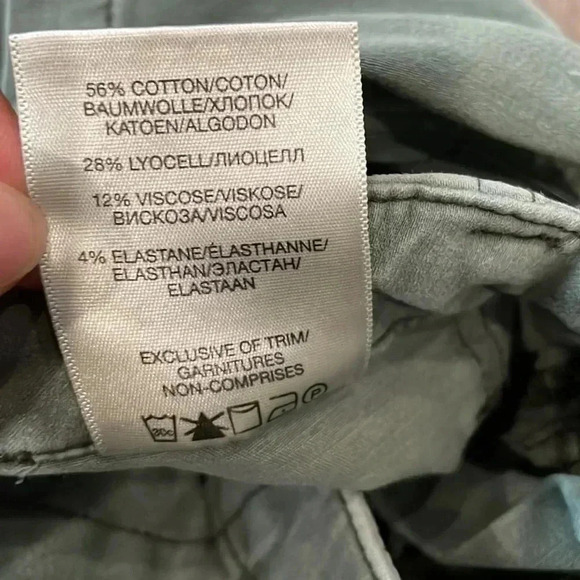 56% COTTON/COTON/
BAUMWOLLE/ХЛОПОК/
KATOEN/ALGODON
28% LYOCELL/ЛИОЦЕЛЛ
12% VISCOSE/VISKOSE/
ВИСКОЗА/VISCOSA
4% ELASTANE/ÉLASTHANNE/
ELASTHAN/ЭЛАСТАН/
ELASTAAN
EXCLUSIVE OF TRIM/
GARNITURES
NON-COMPRISES
30c P